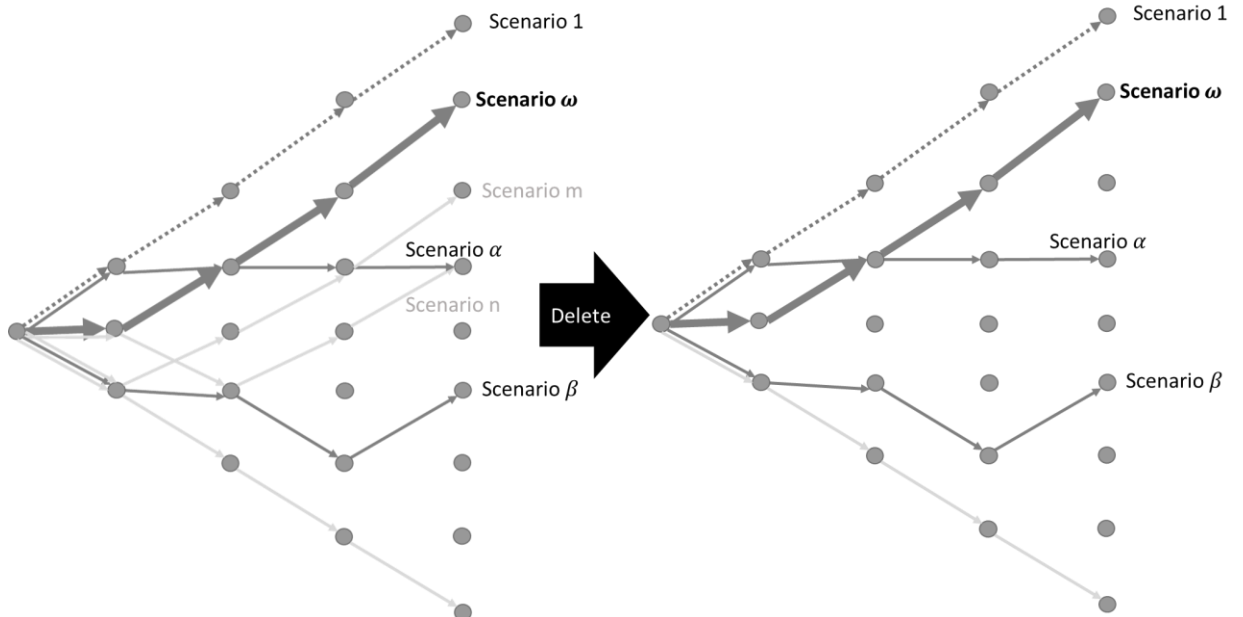 Scenario 1
Scenario ω
Scenario m
Scenario α
Scenario n
Scenario β
Delete
Scenario 1
Scenario ω
Scenario α
Scenario β